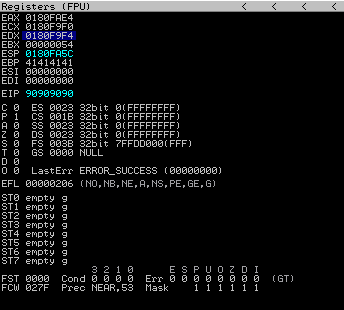 Registers (FPU) < < < <
EAX 0180FAE4
ECX 0180F9F0
EDX 0180F9F4
EBX 00000054
ESP 0180FA5C
EBP 41414141
ESI 00000000
EDI 00000000
EIP 90909090
C 0 ES 0023 32bit 0(FFFFFFFF)
P 1 CS 001B 32bit 0(FFFFFFFF)
A 0 SS 0023 32bit 0(FFFFFFFF)
Z 0 DS 0023 32bit 0(FFFFFFFF)
S 0 FS 003B 32bit 7FFDD000(FFF)
T 0 GS 0000 NULL
D 0
O 0 LastErr ERROR_SUCCESS (00000000)
EFL 00000206 (NO,NB,NE,A,NS,PE,GE,G)
ST0 empty g
ST1 empty g
ST2 empty g
ST3 empty g
ST4 empty g
ST5 empty g
ST6 empty g
ST7 empty g
3 2 1 0 E S P U O Z D I
FST 0000 Cond 0 0 0 0 Err 0 0 0 0 0 0 0 0 (GT)
FCW 027F Prec NEAR,53 Mask 1 1 1 1 1 1